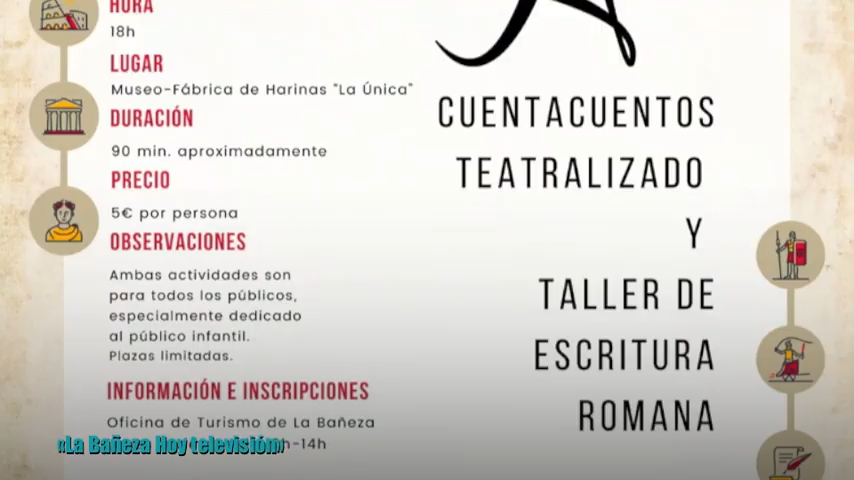 HORA
18h
LUGAR
Museo-Fábrica de Harinas "La Única"
DURACIÓN
90 min. aproximadamente
PRECIO
5€ por persona
OBSERVACIONES
Ambas actividades son
para todos los públicos,
especialmente dedicado
al público infantil.
Plazas limitadas.
INFORMACIÓN E INSCRIPCIONES
Oficina de Turismo de La Bañeza
h-14h
«La Bañeza Hoy televisión»
CUENTACUENTOS
TEATRALIZADO
Y
TALLER DE
ESCRITURA
ROMANA